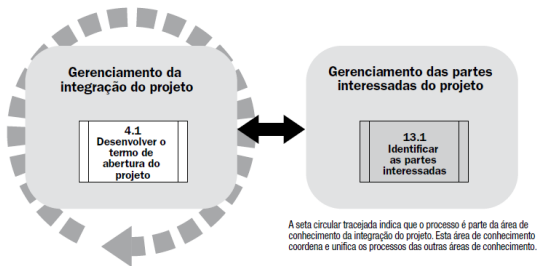 Gerenciamento da
integração do projeto
4.1
Desenvolver o
termo de
abertura do
projeto
Gerenciamento das partes
interessadas do projeto
13.1
Identificar
as partes
interessadas
A seta circular tracejada indica que o processo é parte da área de
conhecimento da integração do projeto. Esta área de conhecimento
coordena e unifica os processos das outras áreas de conhecimento.